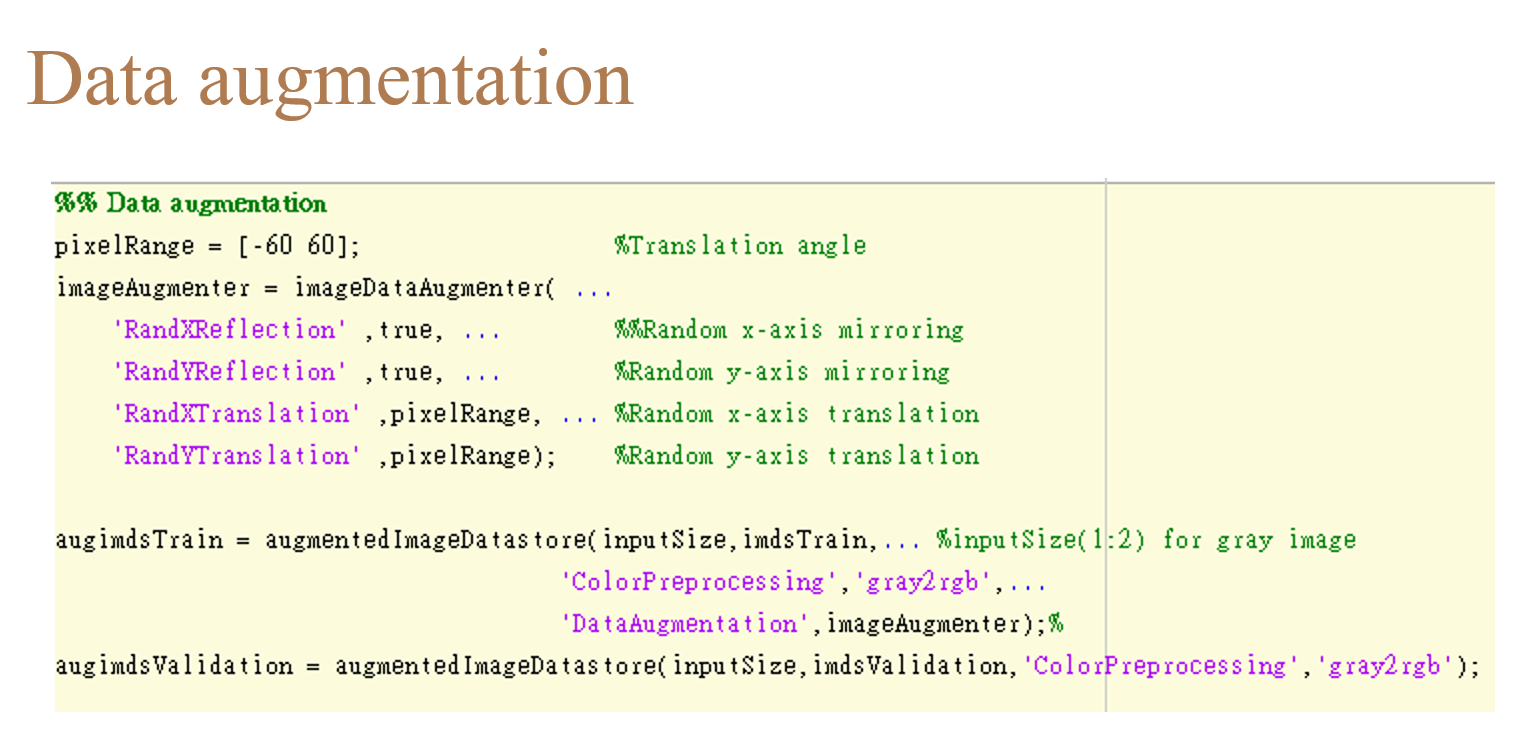 Data augmentation
%% Data augmentation
pixelRange = [-60 60];                %Translation angle
imageAugmenter = imageDataAugmenter( ...
    'RandXReflection' ,true, ...        %%Random x-axis mirroring
    'RandYReflection' ,true, ...        %Random y-axis mirroring
    'RandXTranslation' ,pixelRange, ... %Random x-axis translation
    'RandYTranslation' ,pixelRange);    %Random y-axis translation
augimdsTrain = augmentedImageDatastore(inputSize,imdsTrain,... %inputSize(1:2) for gray image
                                    'ColorPreprocessing','gray2rgb',...
                                    'DataAugmentation',imageAugmenter);%
augimdsValidation = augmentedImageDatastore(inputSize,imdsValidation,'ColorPreprocessing','gray2rgb');